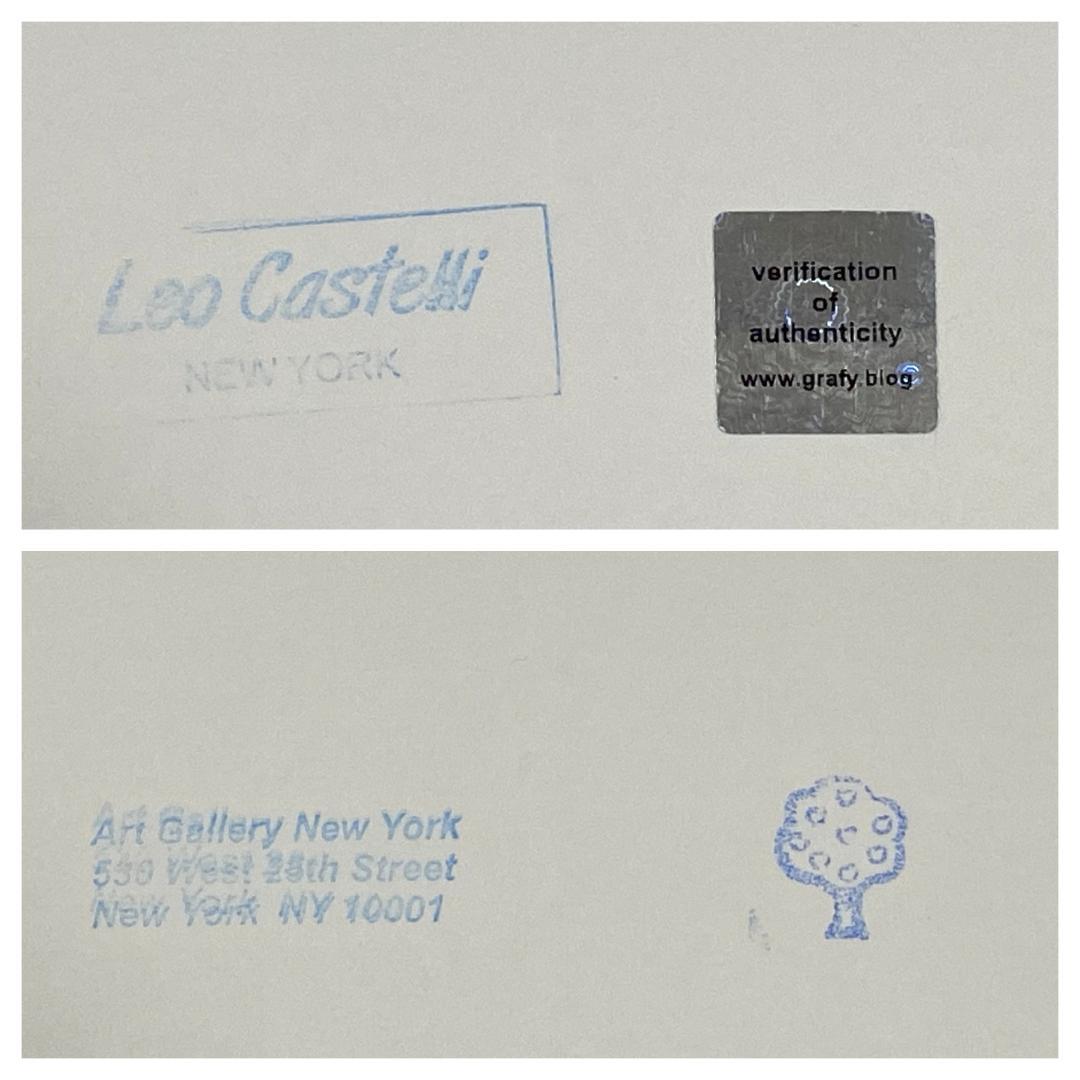 Leo Castelli
NEW YORK
verification
of
authenticity
www.grafy.blog
Art Gallery New York
West Street
New York NY 10001